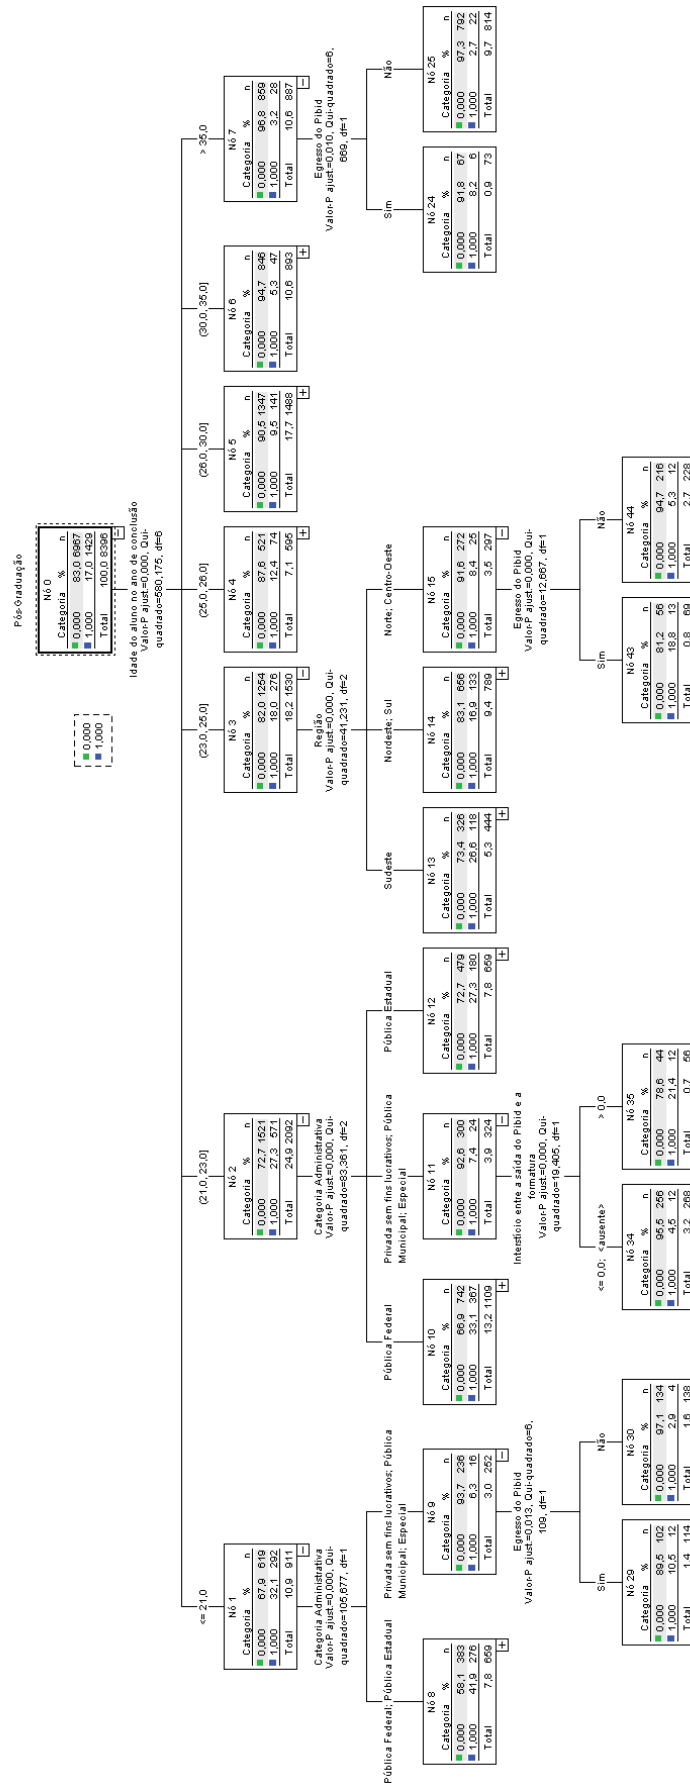 Pós-Graduação
0,000
1,000
Nó 0
Categoria % n
0,000 83,0 6967
1,000 17,0 1429
Total 100,0 8396
Idade do aluno no ano de conclusão
Valor-P ajust.=0,000, Qui-
quadrado=580,175, df=6
<= 21,0
Nó 1
Categoria % n
0,000 67,9 619
1,000 32,1 292
Total 10,9 911
Categoria Administrativa
Valor-P ajust.=0,000, Qui-
quadrado=105,677, df=1
(21,0, 23,0]
Nó 2
Categoria % n
0,000 72,7 1521
1,000 27,3 571
Total 24,9 2092
Categoria Administrativa
Valor-P ajust.=0,000, Qui-
quadrado=83,361, df=2
(23,0, 25,0]
Nó 3
Categoria % n
0,000 82,0 1254
1,000 18,0 276
Total 18,2 1530
Região
Valor-P ajust.=0,000, Qui-
quadrado=41,231, df=2
(25,0, 26,0]
Nó 4
Categoria % n
0,000 87,6 521
1,000 12,4 74
Total 7,1 595
(26,0, 30,0]
Nó 5
Categoria % n
0,000 90,5 1347
1,000 9,5 141
Total 17,7 1488
(30,0, 35,0]
Nó 6
Categoria % n
0,000 94,7 846
1,000 5,3 47
Total 10,6 893
> 35,0
Nó 7
Categoria % n
0,000 96,8 859
1,000 3,2 28
Total 10,6 887
Egresso do Pibid
Valor-P ajust.=0,010, Qui-quadrado=6,
669, df=1
Pública Federal; Pública Estadual
Nó 8
Categoria % n
0,000 58,1 383
1,000 41,9 276
Total 7,8 659
Privada sem fins lucrativos; Pública
Municipal; Especial
Nó 9
Categoria % n
0,000 93,7 236
1,000 6,3 16
Total 3,0 252
Egresso do Pibid
Valor-P ajust.=0,013, Qui-quadrado=6,
109, df=1
Pública Federal
Nó 10
Categoria % n
0,000 66,9 742
1,000 33,1 367
Total 13,2 1109
Privada sem fins lucrativos; Pública
Municipal; Especial
Nó 11
Categoria % n
0,000 92,6 300
1,000 7,4 24
Total 3,9 324
Interstício entre a saída do Pibid e a
formatura
Valor-P ajust.=0,000, Qui-
quadrado=19,405, df=1
Pública Estadual
Nó 12
Categoria % n
0,000 72,7 479
1,000 27,3 180
Total 7,8 659
Sudeste
Nó 13
Categoria % n
0,000 73,4 326
1,000 26,6 118
Total 5,3 444
Nordeste; Sul
Nó 14
Categoria % n
0,000 83,1 656
1,000 16,9 133
Total 9,4 789
Norte; Centro-Oeste
Nó 15
Categoria % n
0,000 91,6 272
1,000 8,4 25
Total 3,5 297
Egresso do Pibid
Valor-P ajust.=0,000, Qui-
quadrado=12,667, df=1
Sim
Nó 24
Categoria % n
0,000 91,8 67
1,000 8,2 6
Total 0,9 73
Não
Nó 25
Categoria % n
0,000 97,3 792
1,000 2,7 22
Total 9,7 814
Sim
Nó 29
Categoria % n
0,000 89,5 102
1,000 10,5 12
Total 1,4 114
Não
Nó 30
Categoria % n
0,000 97,1 134
1,000 2,9 4
Total 1,6 138
<= 0,0; <ausente>
Nó 34
Categoria % n
0,000 95,5 256
1,000 4,5 12
Total 3,2 268
> 0,0
Nó 35
Categoria % n
0,000 78,6 44
1,000 21,4 12
Total 0,7 56
Sim
Nó 43
Categoria % n
0,000 81,2 56
1,000 18,8 13
Total 0,8 69
Não
Nó 44
Categoria % n
0,000 94,7 216
1,000 5,3 12
Total 2,7 228